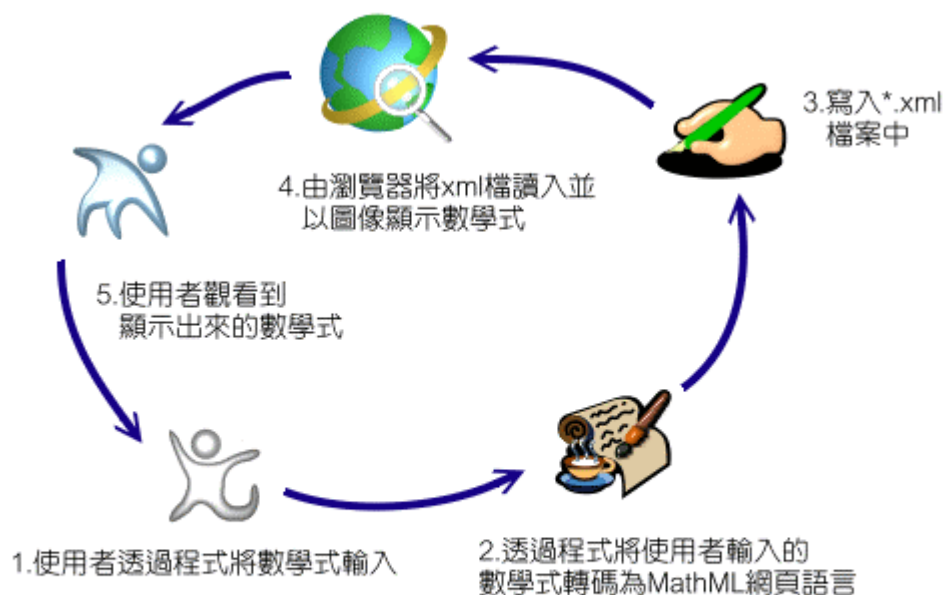 1.使用者透過程式將數學式輸入
2.透過程式將使用者輸入的
數學式轉碼為MathML網頁語言
3.寫入*.xml
檔案中
4.由瀏覽器將xml檔讀入並
以圖像顯示數學式
5.使用者觀看到
顯示出來的數學式